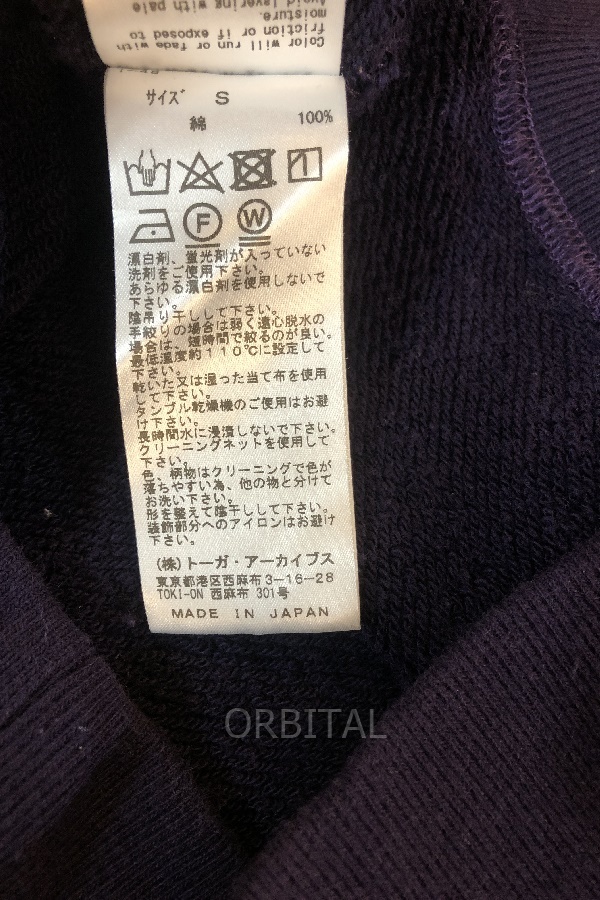 Color will run or fade with
friction or if exposed to
moisture.
Avoid layering with pale
サイズ S
綿 100%
F W
漂白剤、蛍光剤が入っていない
洗剤をご使用下さい。
あらゆる漂白剤を使用しないで
下さい。
陰吊り干しして下さい。
手絞りの場合は弱く遠心脱水の
場合は、短時間で絞るのが良い。
最低温度約110℃に設定して
下さい。
乾いた又は湿った当て布を使用
して下さい。
タンブル乾燥機のご使用はお避
け下さい。
長時間水に浸漬しないで下さい。
クリーニングネットを使用して
下さい。
色、柄物はクリーニングで色が
落ちやすい為、他の物と分けて
お洗い下さい。
形を整えて陰干しして下さい。
装飾部分へのアイロンはお避け
下さい。
(株)トーガ・アーカイブス
東京都港区西麻布3-16-28
TOKI-ON 西麻布 301号
MADE IN JAPAN
ORBITAL